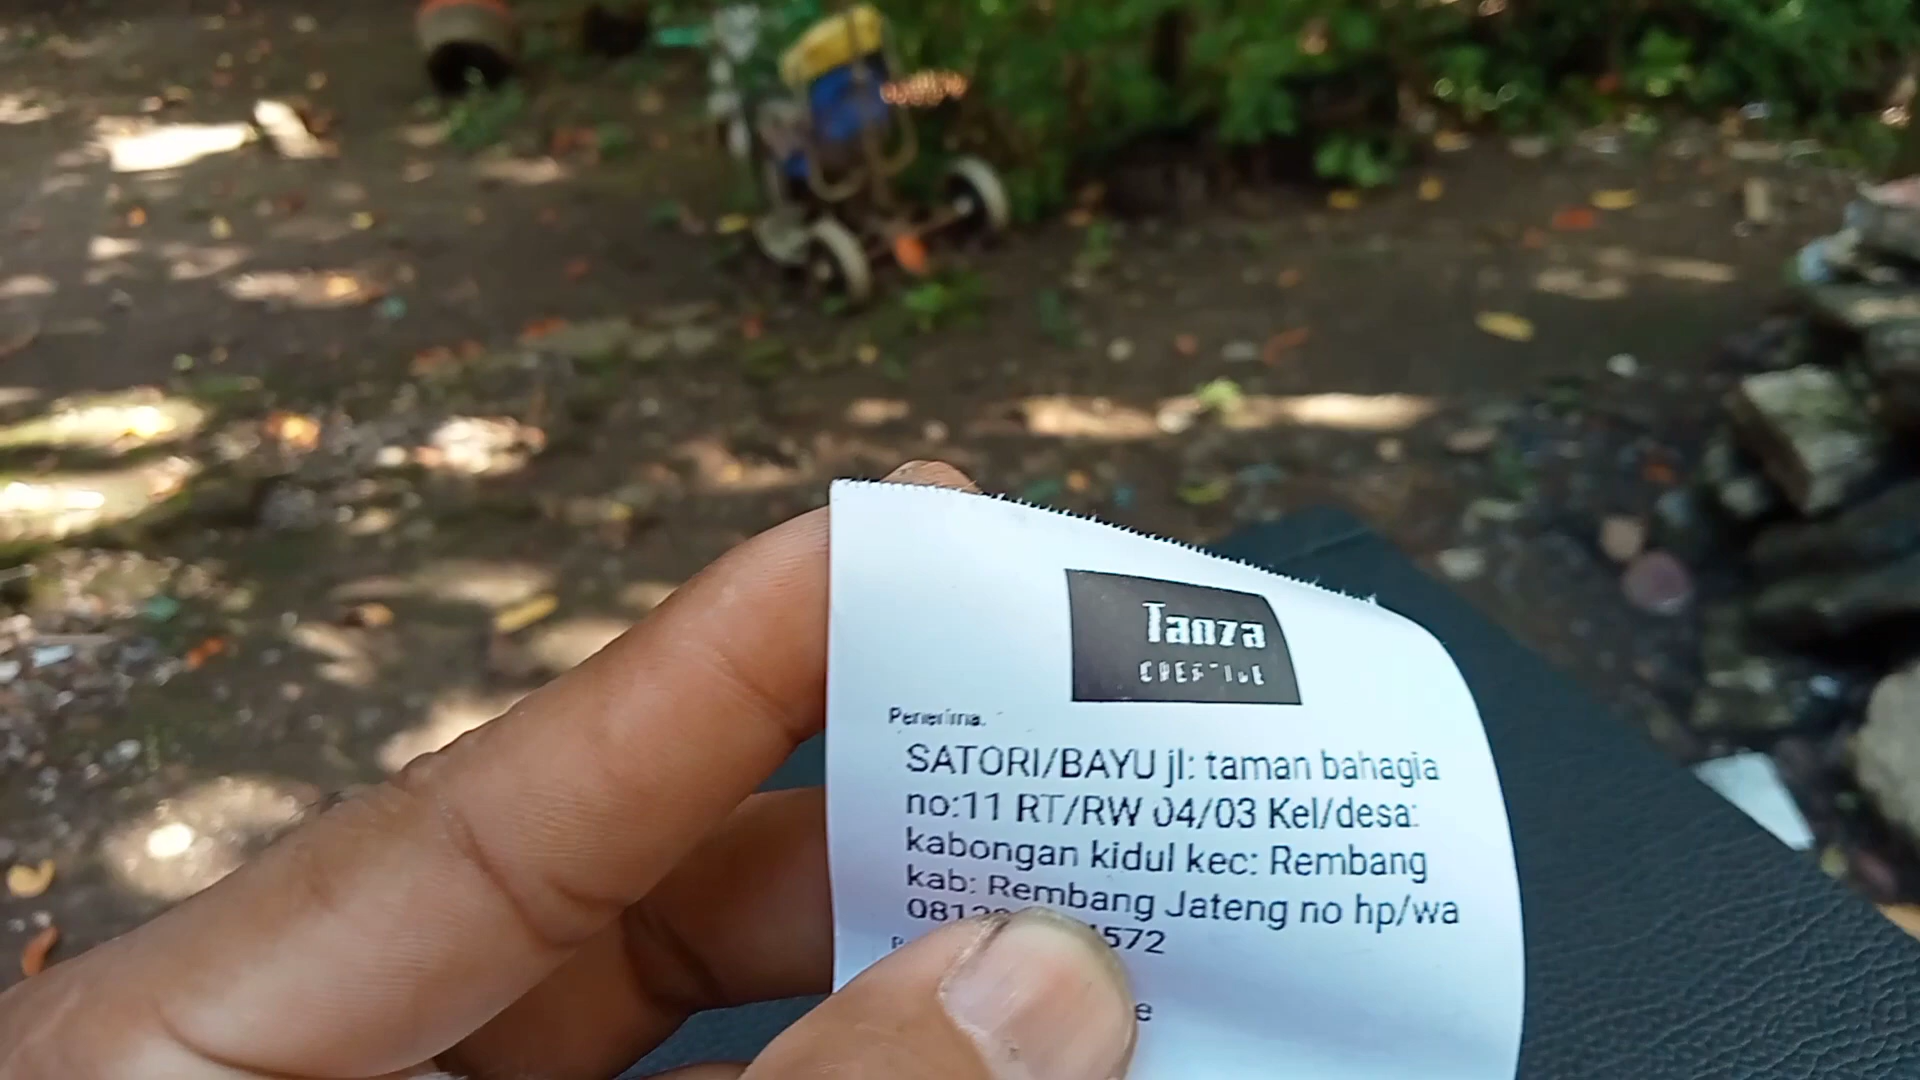 Tanza
CREATIVE
Penerima:
SATORI/BAYU jl: taman bahagia
no:11 RT/RW 04/03 Kel/desa:
kabongan kidul kec: Rembang
kab: Rembang Jateng no hp/wa